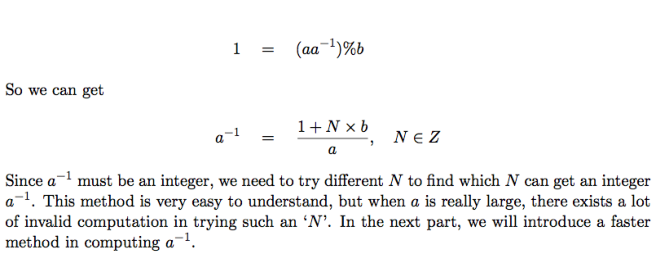 1 = (aa⁻¹)%b
So we can get
a⁻¹ = \frac{1 + N × b}{a}, N ∈ Z
Since a⁻¹ must be an integer, we need to try different N to find which N can get an integer
a⁻¹. This method is very easy to understand, but when a is really large, there exists a lot
of invalid computation in trying such an ‘N’. In the next part, we will introduce a faster
method in computing a⁻¹.